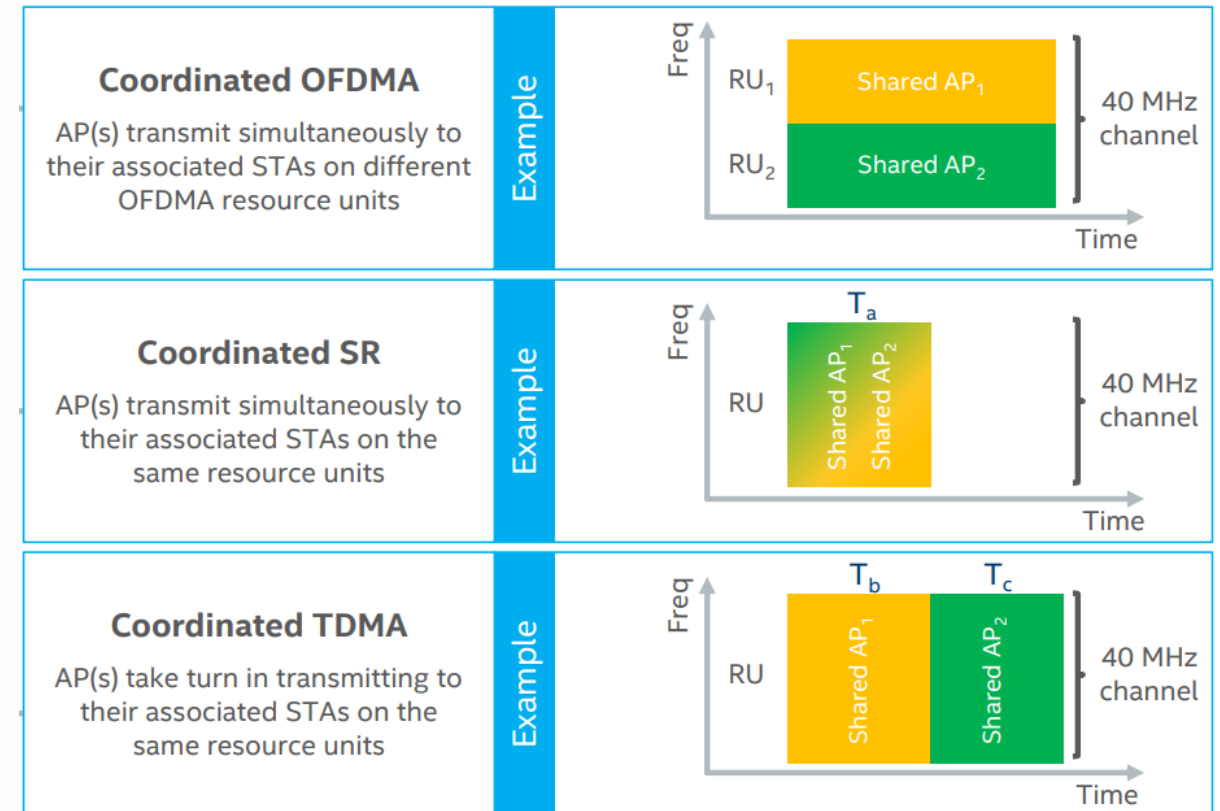 Coordinated OFDMA
AP(s) transmit simultaneously to
their associated STAs on different
OFDMA resource units
Example
Freq
RU₁
Shared AP₁
RU₂
Shared AP₂
40 MHz
channel
Time
Coordinated SR
AP(s) transmit simultaneously to
their associated STAs on the
same resource units
Example
Freq
Tₐ
RU
Shared AP₁
Shared AP₂
40 MHz
channel
Time
Coordinated TDMA
AP(s) take turn in transmitting to
their associated STAs on the
same resource units
Example
Freq
T_b
T_c
RU
Shared AP₁
Shared AP₂
40 MHz
channel
Time